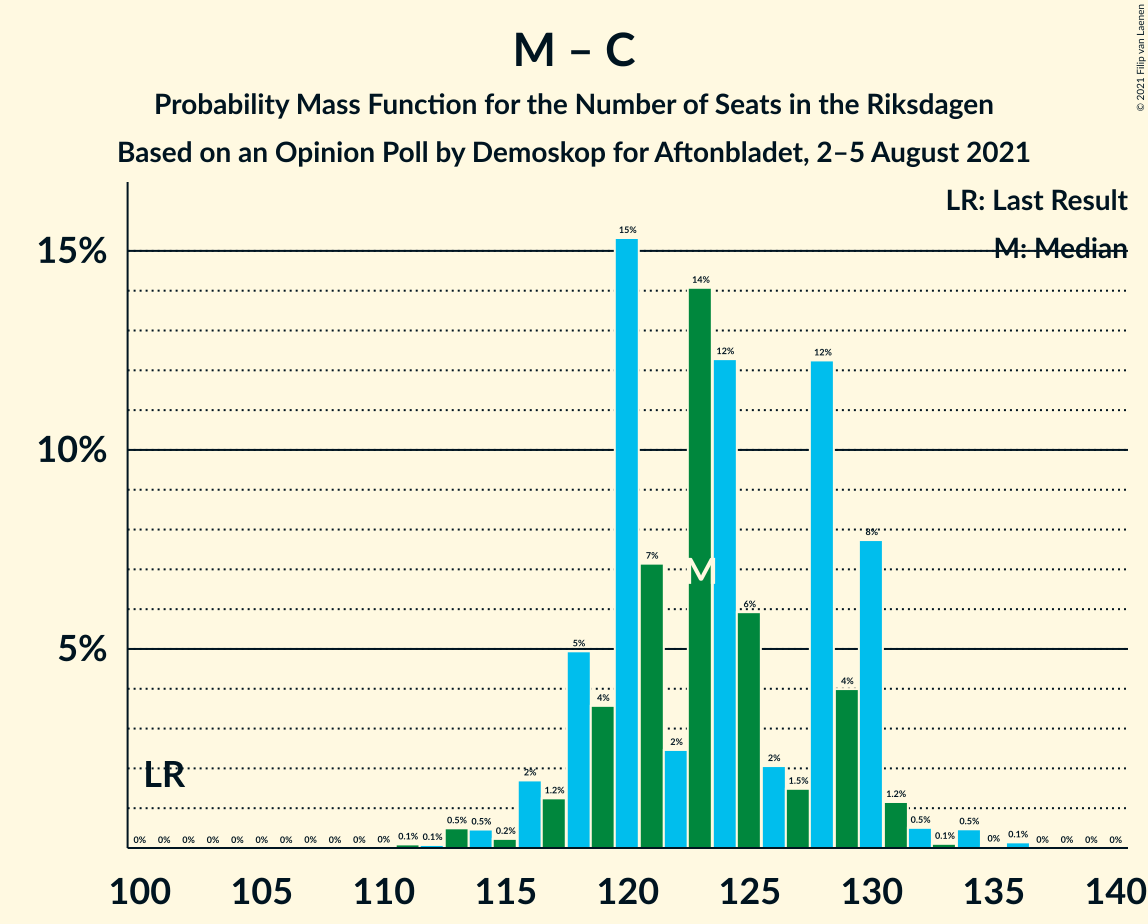 M – C
Probability Mass Function for the Number of Seats in the Riksdagen
Based on an Opinion Poll by Demoskop for Aftonbladet, 2–5 August 2021
© 2021 Filip van Laenen
LR: Last Result
M: Median
15%
10%
5%
LR
M
0% 0% 0% 0% 0% 0% 0% 0% 0% 0% 0% 0.1% 0.1% 0.5% 0.5% 0.2% 2% 1.2% 5% 4% 15% 7% 2% 14% 12% 6% 2% 1.5% 12% 4% 8% 1.2% 0.5% 0.1% 0.5% 0% 0.1% 0% 0% 0% 0%
100 105 110 115 120 125 130 135 140